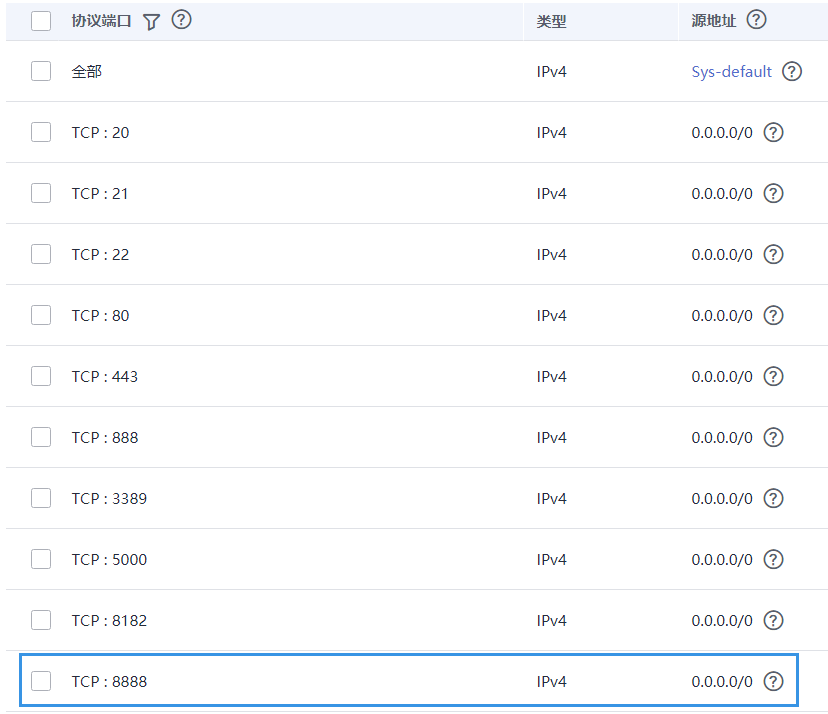 协议端口 类型 源地址
全部 IPv4 Sys-default
TCP : 20 IPv4 0.0.0.0/0
TCP : 21 IPv4 0.0.0.0/0
TCP : 22 IPv4 0.0.0.0/0
TCP : 80 IPv4 0.0.0.0/0
TCP : 443 IPv4 0.0.0.0/0
TCP : 888 IPv4 0.0.0.0/0
TCP : 3389 IPv4 0.0.0.0/0
TCP : 5000 IPv4 0.0.0.0/0
TCP : 8182 IPv4 0.0.0.0/0
TCP : 8888 IPv4 0.0.0.0/0